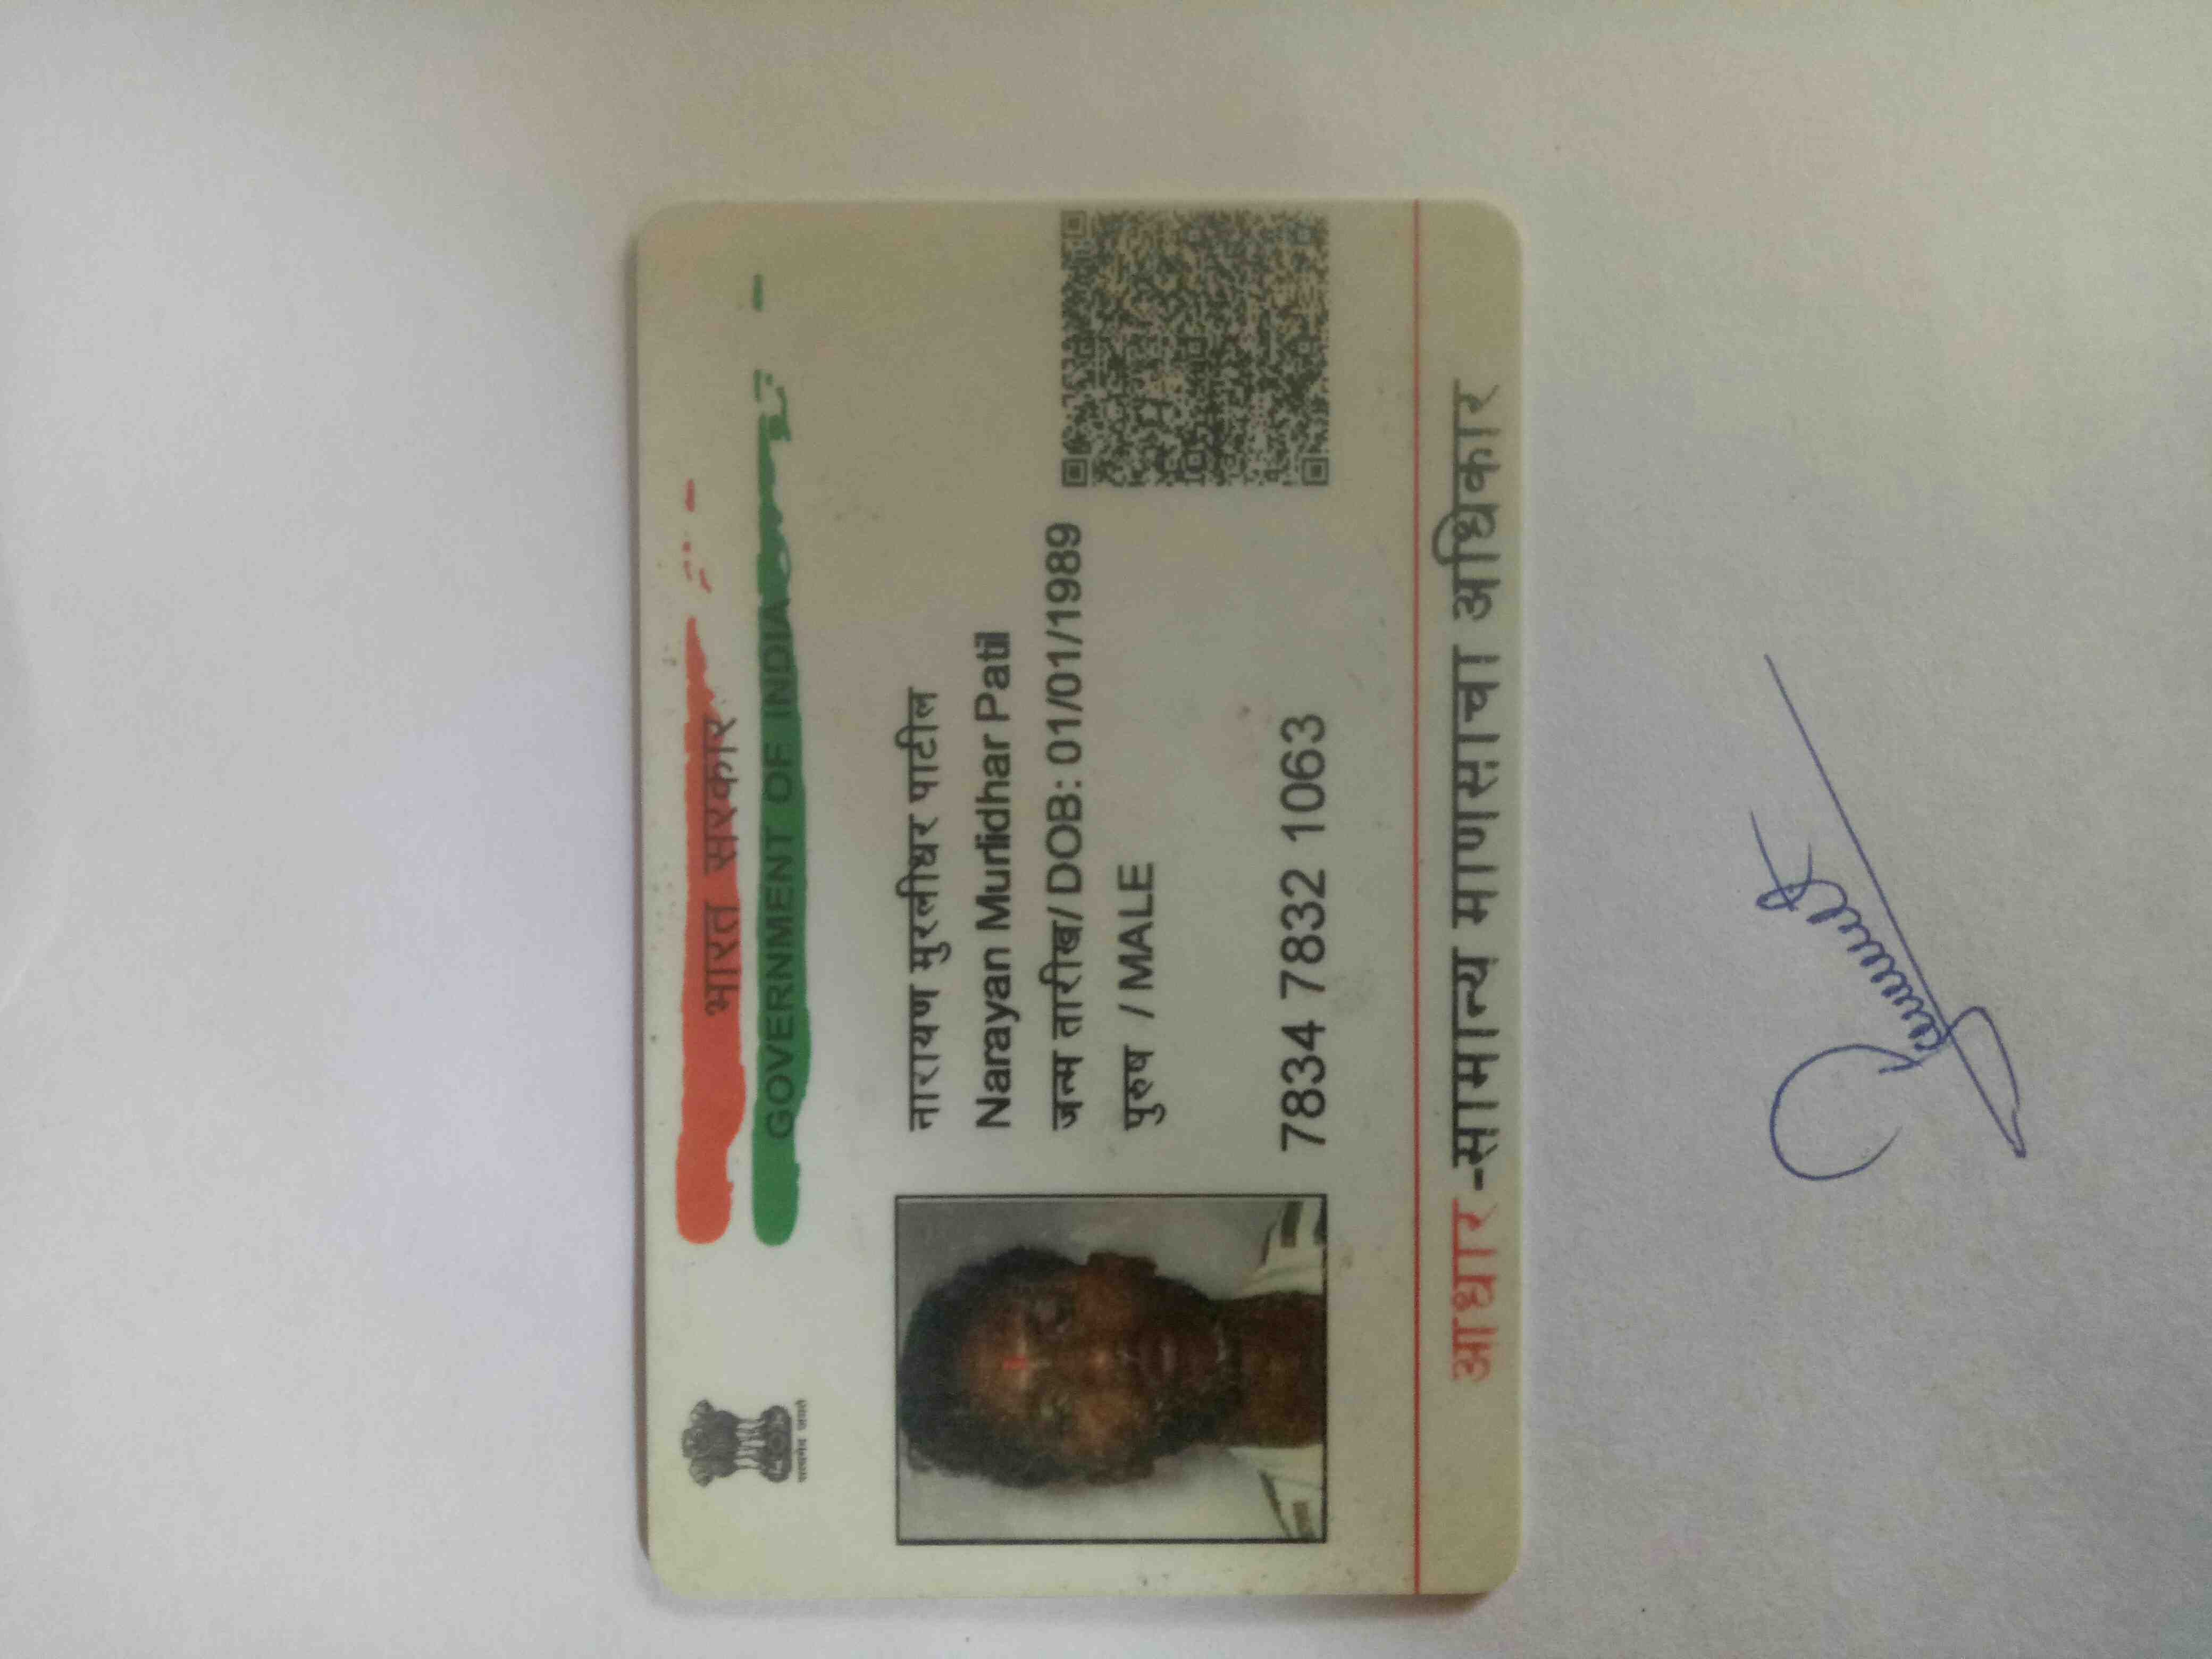 भारत सरकार
GOVERNMENT OF INDIA
सत्यमेव जयते
नारायण मुरलीधर पाटील
Narayan Murlidhar Patil
जन्म तारीख/ DOB: 01/01/1989
पुरुष / MALE
7834 7832 1063
आधार -सामान्य माणसाचा अधिकार